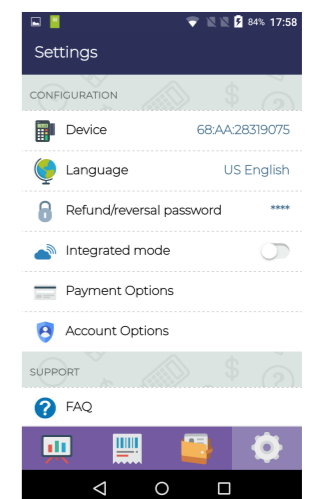 84% 17:58
Settings
CONFIGURATION
Device 68:AA:28319075
Language US English
Refund/reversal password ****
Integrated mode
Payment Options
Account Options
SUPPORT
FAQ